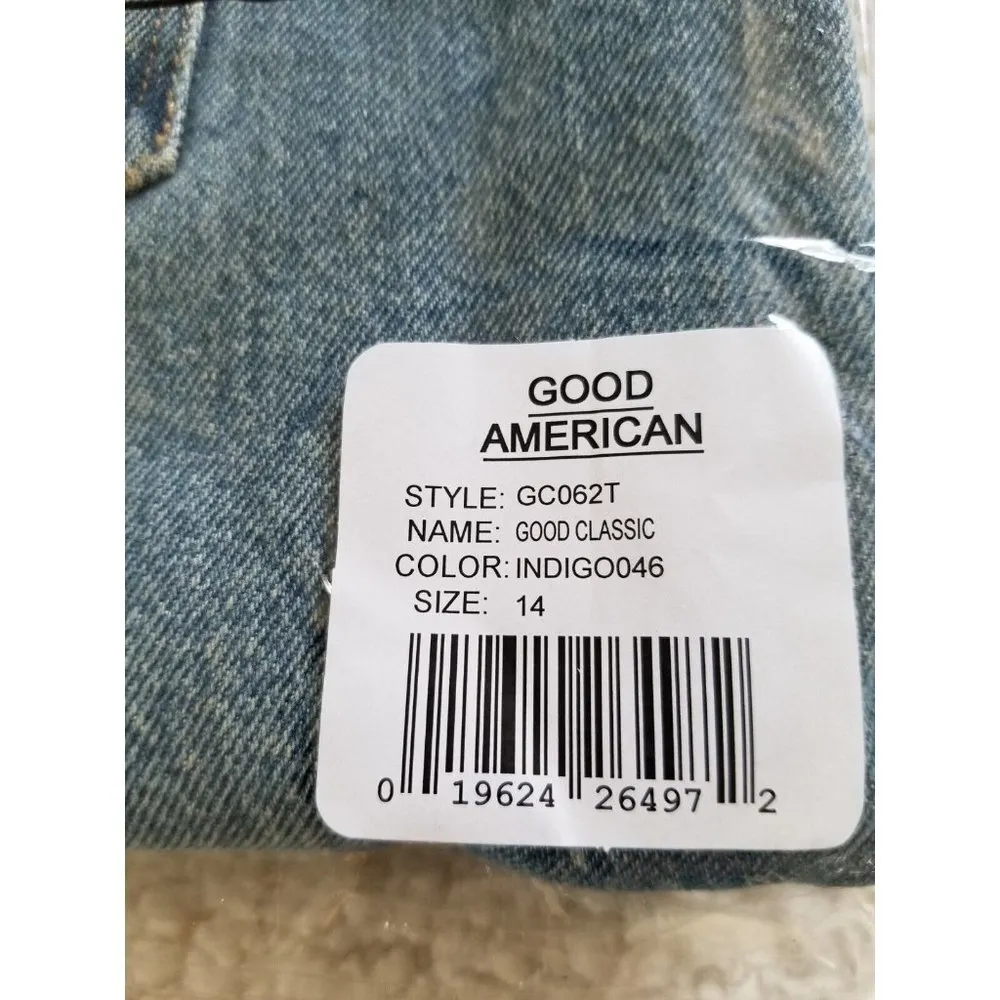 GOOD
AMERICAN
STYLE: GC062T
NAME: GOOD CLASSIC
COLOR: INDIGO046
SIZE: 14
0 19624 26497 2